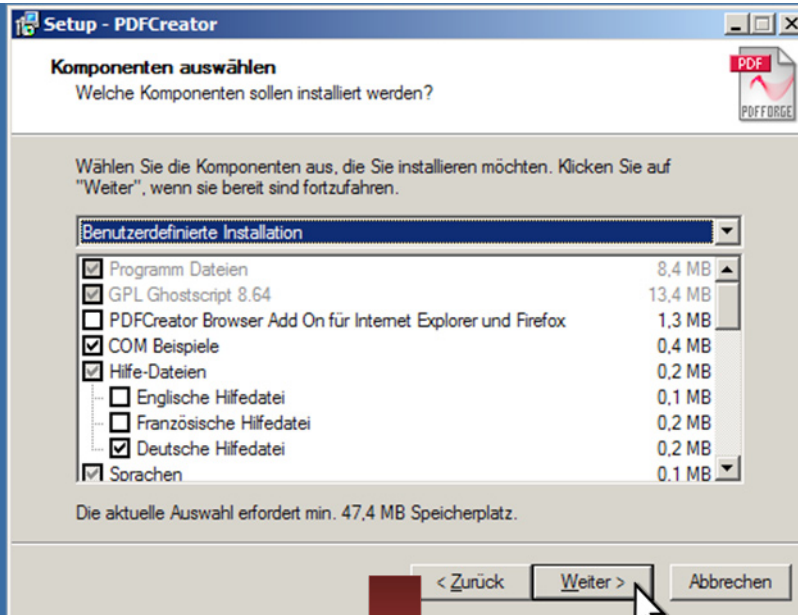 Setup - PDFCreator
Komponenten auswählen
Welche Komponenten sollen installiert werden?
PDF
PDFFORGE
Wählen Sie die Komponenten aus, die Sie installieren möchten. Klicken Sie auf
"Weiter", wenn sie bereit sind fortzufahren.
Benutzerdefinierte Installation
Programm Dateien 8,4 MB
GPL Ghostscript 8.64 13,4 MB
PDFCreator Browser Add On für Internet Explorer und Firefox 1,3 MB
COM Beispiele 0,4 MB
Hilfe-Dateien 0,2 MB
Englische Hilfedatei 0,1 MB
Französische Hilfedatei 0,2 MB
Deutsche Hilfedatei 0,2 MB
Sprachen 0,1 MB
Die aktuelle Auswahl erfordert min. 47,4 MB Speicherplatz.
< Zurück Weiter > Abbrechen